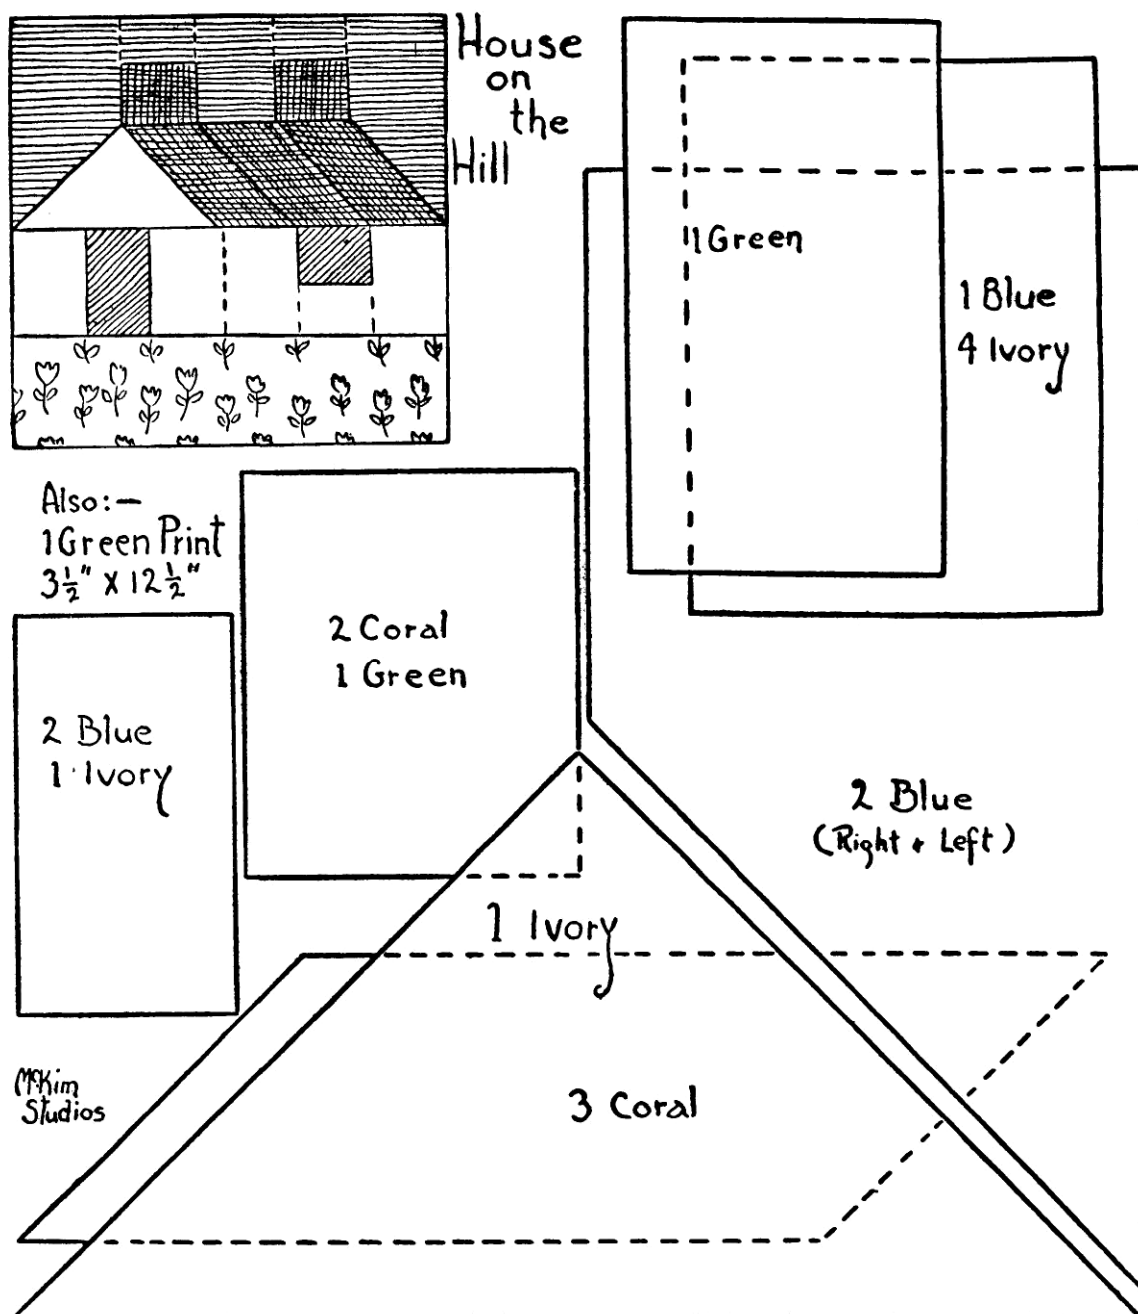 House
on
the
Hill
1 Green
1 Blue
4 Ivory
Also:—
1 Green Print
3½" X 12½"
2 Coral
1 Green
2 Blue
1 Ivory
2 Blue
(Right + Left)
1 Ivory
3 Coral
McKim
Studios